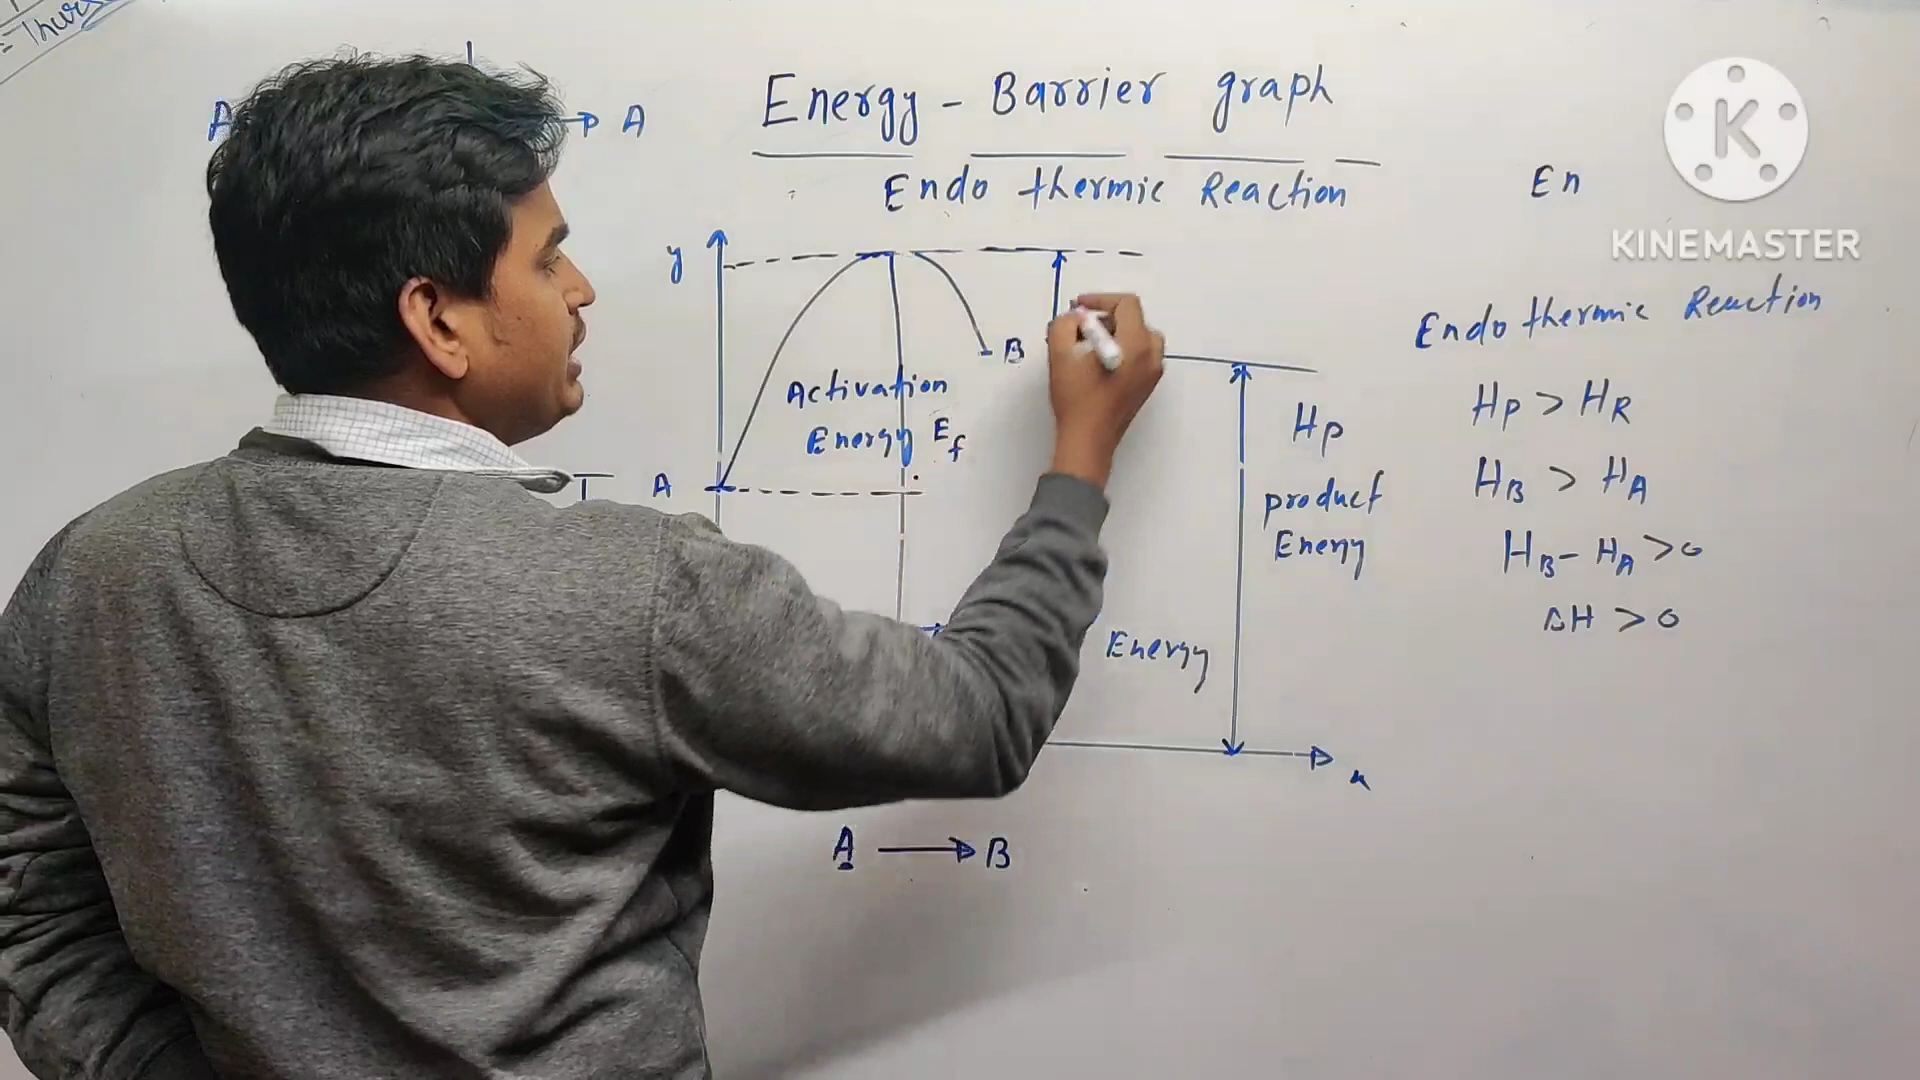 = Thurs
A
A
Energy - Barrier graph
Endo thermic Reaction
En
KINEMASTER
y
B
Activation
Energy Ef
A
Hp
product
Energy
Energy
x
A → B
Endo thermic Reaction
HP > HR
HB > HA
HB - HA > 0
ΔH > 0